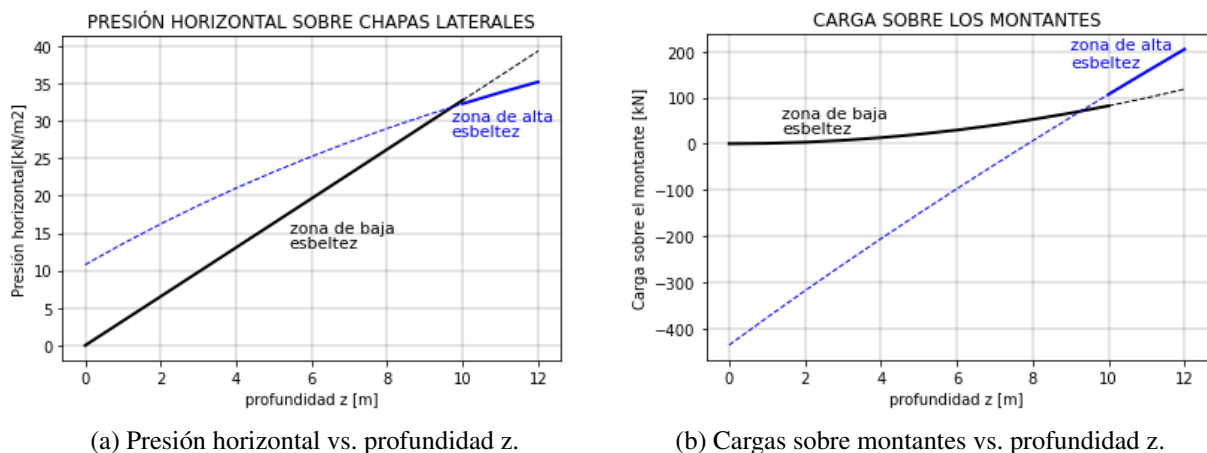 PRESIÓN HORIZONTAL SOBRE CHAPAS LATERALES
40
35
30
25
20
15
10
5
0
Presión horizontal[kN/m2]
zona de alta
esbeltez
zona de baja
esbeltez
0 2 4 6 8 10 12
profundidad z [m]
(a) Presión horizontal vs. profundidad z.
CARGA SOBRE LOS MONTANTES
200
100
0
−100
−200
−300
−400
Carga sobre el montante [kN]
zona de alta
esbeltez
zona de baja
esbeltez
0 2 4 6 8 10 12
profundidad z [m]
(b) Cargas sobre montantes vs. profundidad z.